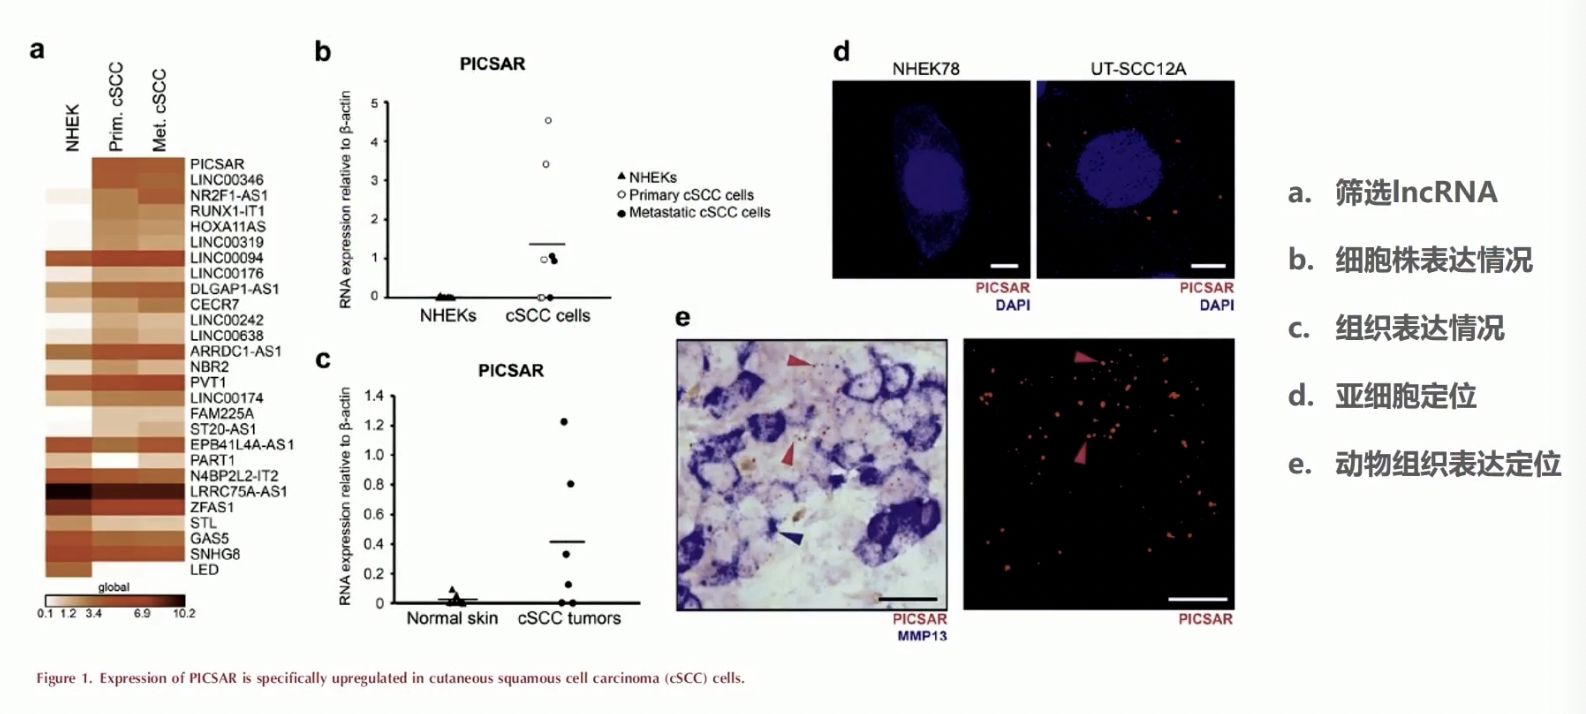 a
NHEK
Prim. cSCC
Met. cSCC
PICSAR
LINC00346
NR2F1-AS1
RUNX1-IT1
HOXA11AS
LINC00319
LINC00094
LINC00176
DLGAP1-AS1
CECR7
LINC00242
LINC00638
ARRDC1-AS1
NBR2
PVT1
LINC00174
FAM225A
ST20-AS1
EPB41L4A-AS1
PART1
N4BP2L2-IT2
LRRC75A-AS1
ZFAS1
STL
GAS5
SNHG8
LED
global
0.1 1.2 3.4 6.9 10.2
b
PICSAR
RNA expression relative to β-actin
5
4
3
2
1
0
NHEKs cSCC cells
NHEKs
Primary cSCC cells
Metastatic cSCC cells
c
PICSAR
RNA expression relative to β-actin
1.4
1.2
1.0
0.8
0.6
0.4
0.2
0
Normal skin cSCC tumors
d
NHEK78 UT-SCC12A
PICSAR PICSAR
DAPI DAPI
e
PICSAR PICSAR
MMP13
a. 筛选lncRNA
b. 细胞株表达情况
c. 组织表达情况
d. 亚细胞定位
e. 动物组织表达定位
Figure 1. Expression of PICSAR is specifically upregulated in cutaneous squamous cell carcinoma (cSCC) cells.